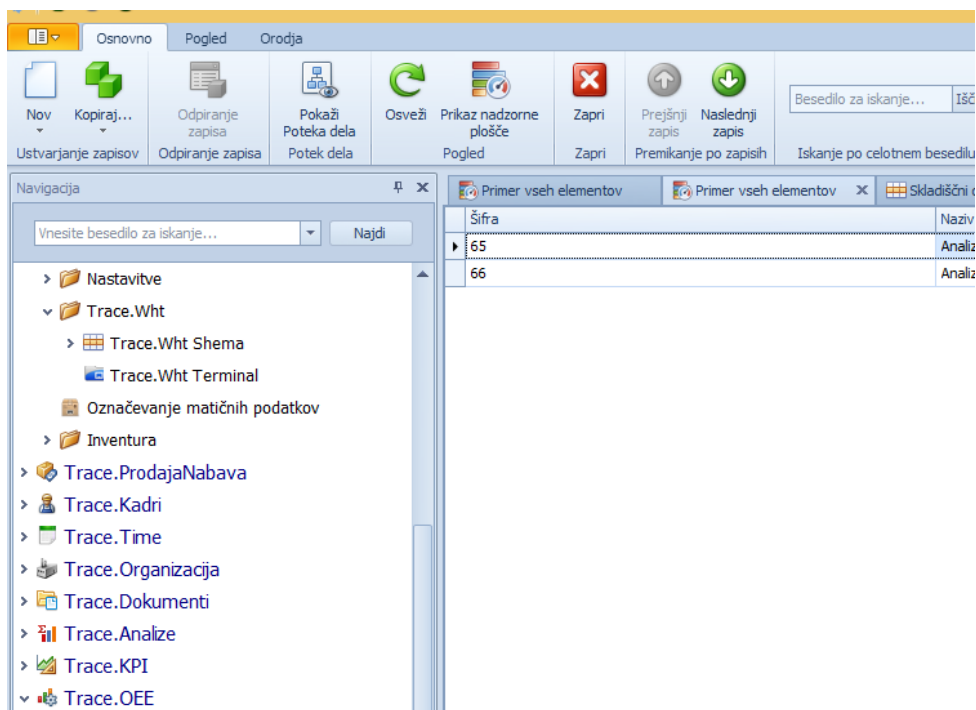 Osnovno Pogled Orodja
Nov Kopiraj... Odpiranje zapisa Pokaži Poteka dela Osveži Prikaz nadzorne plošče Zapri Prejšnji zapis Naslednji zapis Besedilo za iskanje...
Ustvarjanje zapisov Odpiranje zapisa Potek dela Pogled Zapri Premikanje po zapisih Iskanje po celotnem besedilu
Navigacija
Primer vseh elementov Primer vseh elementov Skladiščni
Vnesite besedilo za iskanje... Najdi
Šifra Naziv
65
66
Nastavitve
Trace.Wht
Trace.Wht Shema
Trace.Wht Terminal
Označevanje matičnih podatkov
Inventura
Trace.ProdajaNabava
Trace.Kadri
Trace.Time
Trace.Organizacija
Trace.Dokumenti
Trace.Analize
Trace.KPI
Trace.OEE